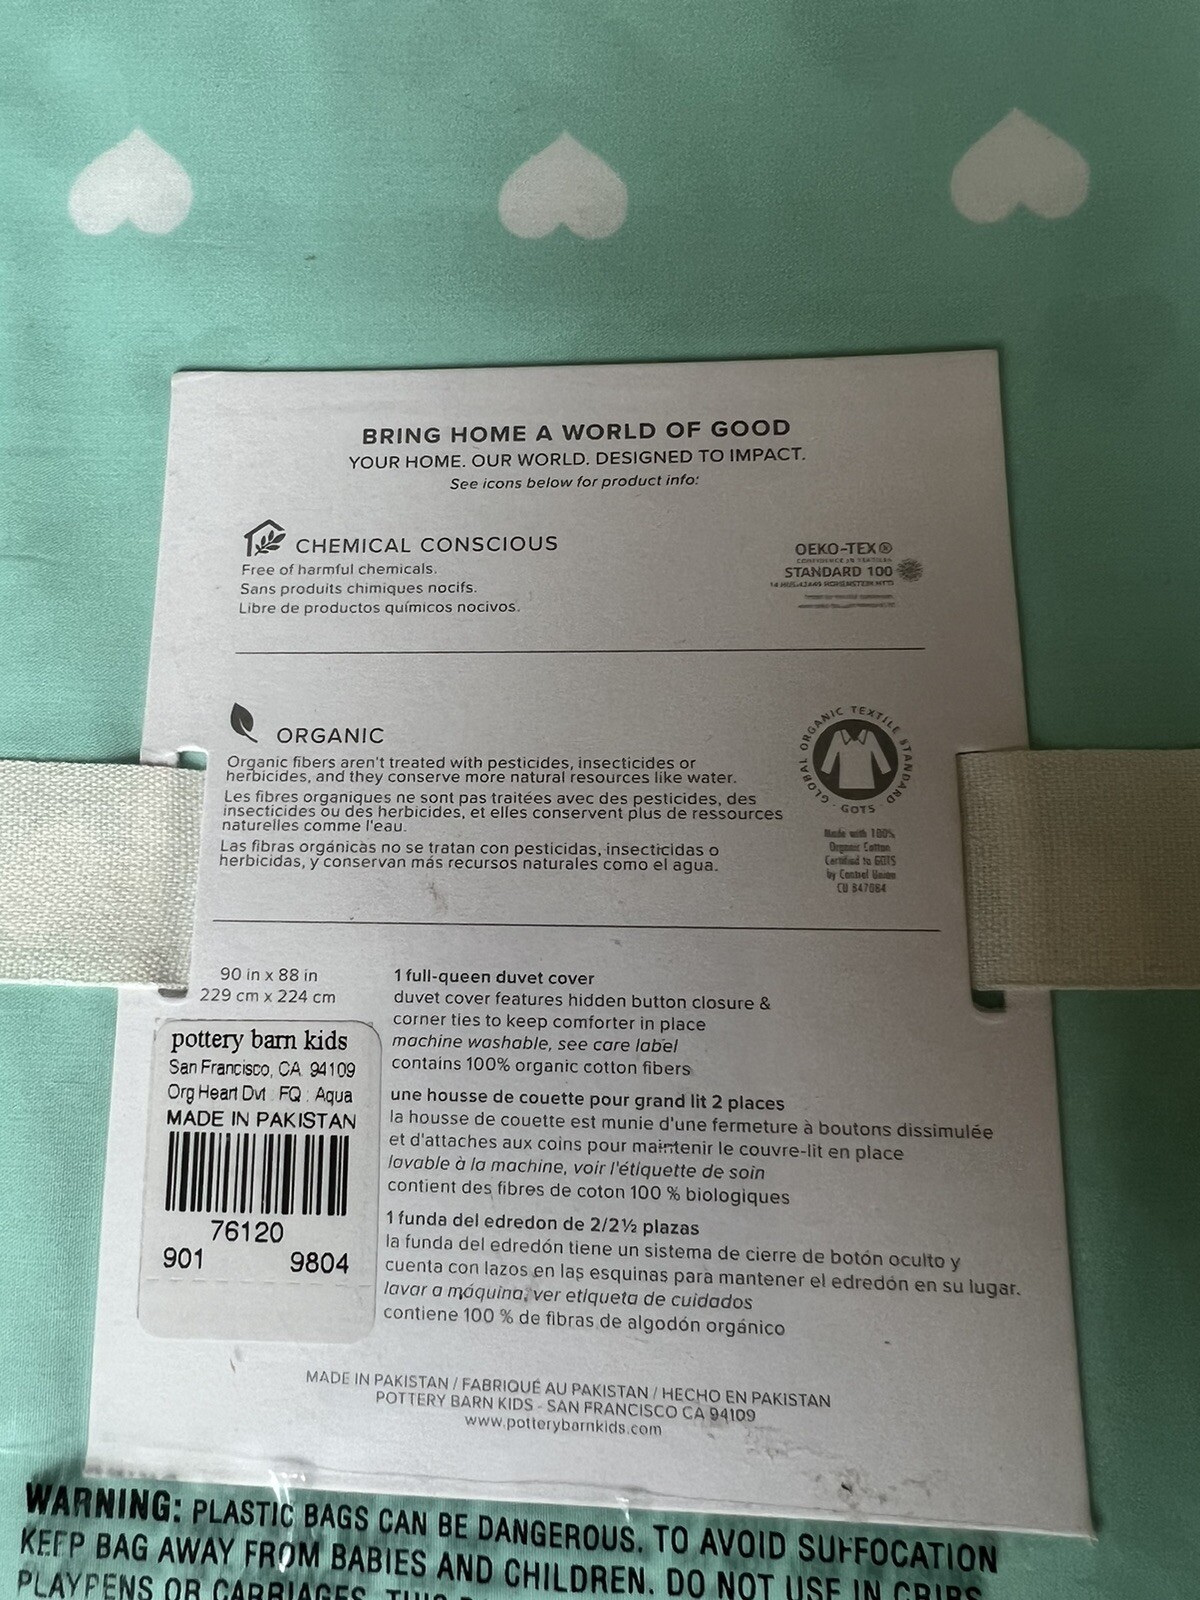 BRING HOME A WORLD OF GOOD
YOUR HOME. OUR WORLD. DESIGNED TO IMPACT.
See icons below for product info:
CHEMICAL CONSCIOUS
Free of harmful chemicals.
Sans produits chimiques nocifs.
Libre de productos químicos nocivos.
OEKO-TEX®
CONFIDENCE IN TEXTILES
STANDARD 100
ORGANIC
Organic fibers aren't treated with pesticides, insecticides or
herbicides, and they conserve more natural resources like water.
Les fibres organiques ne sont pas traitées avec des pesticides, des
insecticides ou des herbicides, et elles conservent plus de ressources
naturelles comme l'eau.
Las fibras orgánicas no se tratan con pesticidas, insecticidas o
herbicidas, y conservan más recursos naturales como el agua.
GLOBAL ORGANIC TEXTILE STANDARD
· GOTS ·
Made with 100%
Organic Cotton
Certified to GOTS
by Control Union
CU 847064
90 in x 88 in
229 cm x 224 cm
1 full-queen duvet cover
duvet cover features hidden button closure &
corner ties to keep comforter in place
machine washable, see care label
contains 100% organic cotton fibers
une housse de couette pour grand lit 2 places
la housse de couette est munie d'une fermeture à boutons dissimulée
et d'attaches aux coins pour maintenir le couvre-lit en place
lavable à la machine, voir l'étiquette de soin
contient des fibres de coton 100 % biologiques
1 funda del edredon de 2/2½ plazas
la funda del edredón tiene un sistema de cierre de botón oculto y
cuenta con lazos en las esquinas para mantener el edredón en su lugar.
lavar a máquina, ver etiqueta de cuidados
contiene 100 % de fibras de algodón orgánico
pottery barn kids
San Francisco, CA 94109
Org Heart Dvt FQ Aqua
MADE IN PAKISTAN
76120
901 9804
MADE IN PAKISTAN / FABRIQUÉ AU PAKISTAN / HECHO EN PAKISTAN
POTTERY BARN KIDS - SAN FRANCISCO CA 94109
www.potterybarnkids.com
WARNING: PLASTIC BAGS CAN BE DANGEROUS. TO AVOID SUFFOCATION
KEEP BAG AWAY FROM BABIES AND CHILDREN. DO NOT USE IN CRIBS,
PLAYPENS OR CARRIAGES. THIS